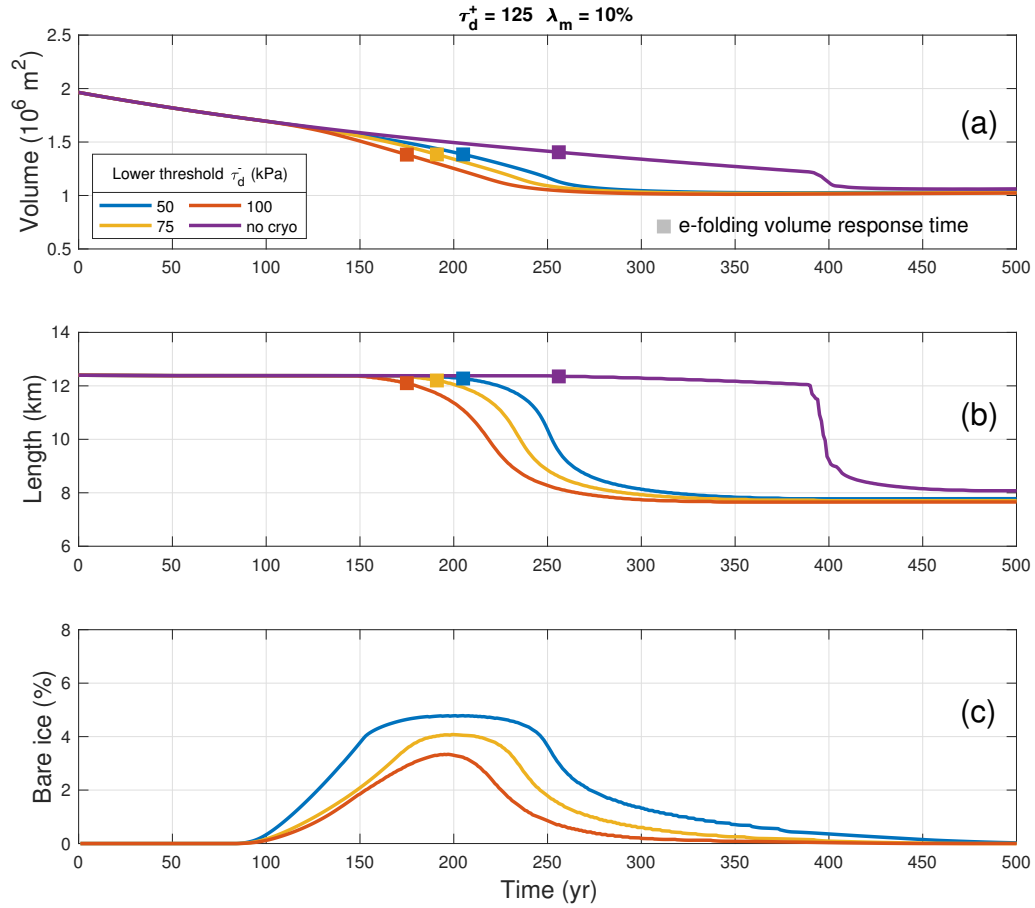 τ_d^+ = 125 λ_m = 10%
2.5
2
1.5
1
0.5
Volume (10^6 m^2)
(a)
Lower threshold τ_d^- (kPa)
50 100
75 no cryo
e-folding volume response time
0 50 100 150 200 250 300 350 400 450 500
14
12
10
8
6
Length (km)
(b)
0 50 100 150 200 250 300 350 400 450 500
8
6
4
2
0
Bare ice (%)
(c)
0 50 100 150 200 250 300 350 400 450 500
Time (yr)